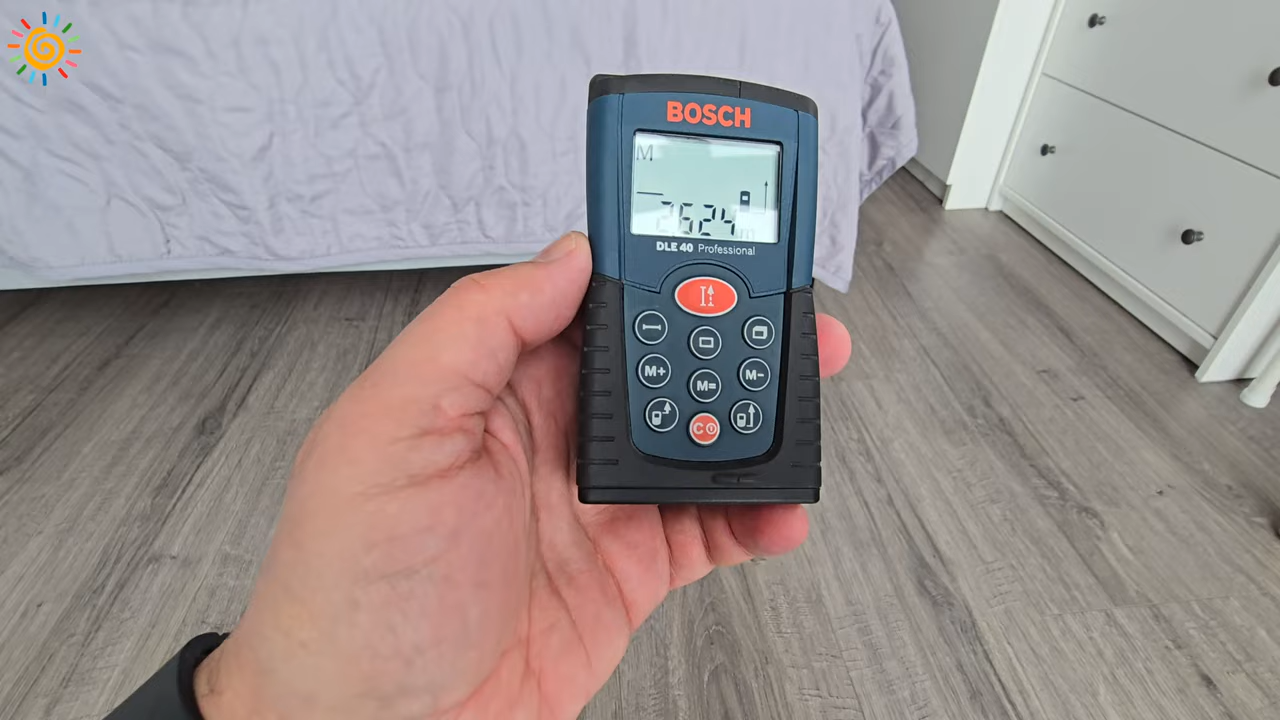 BOSCH
M
2.624 m
DLE 40 Professional
M+ M= M-
C